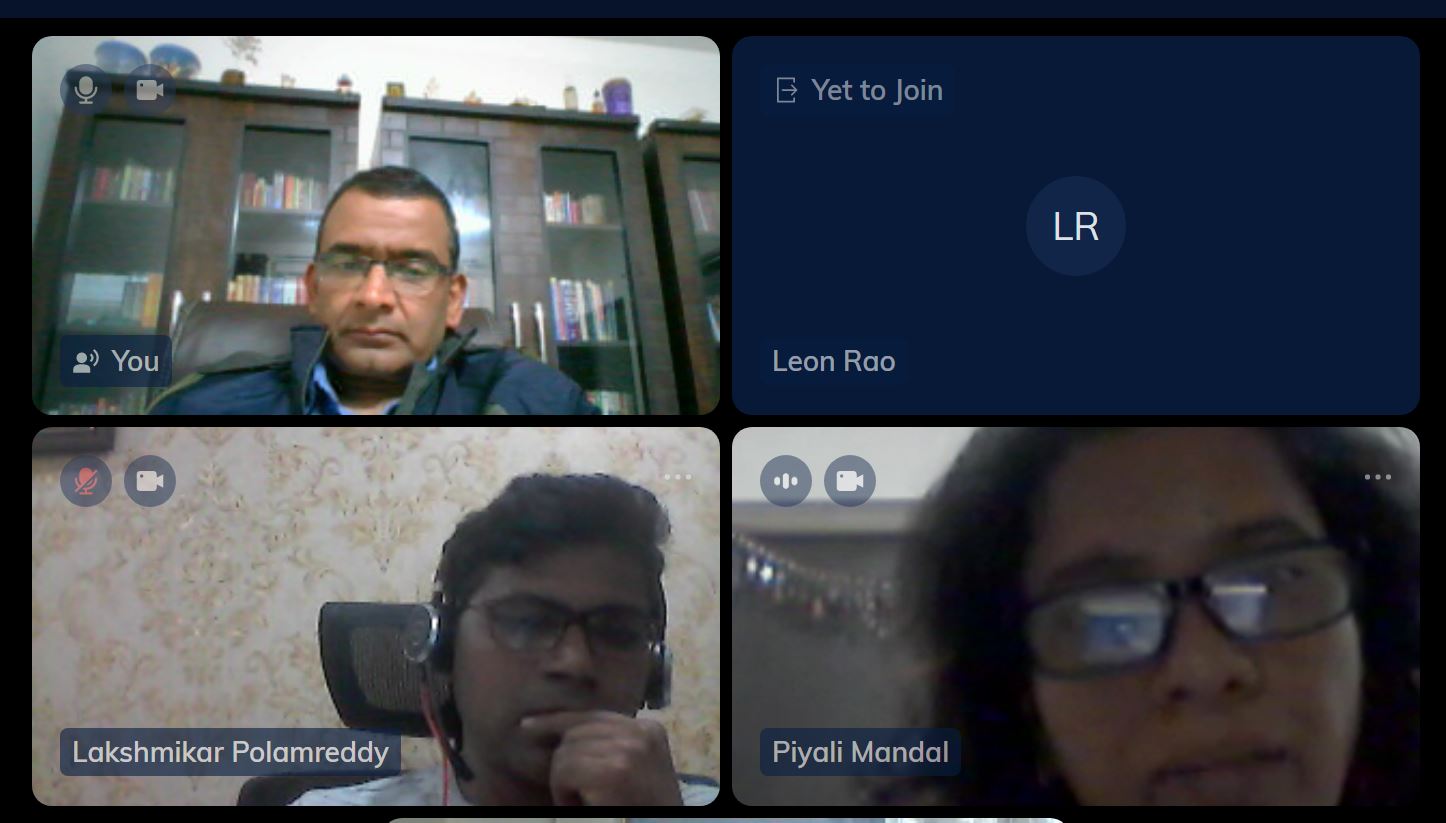 Yet to Join
LR
You
Leon Rao
Lakshmikar Polamreddy
Piyali Mandal